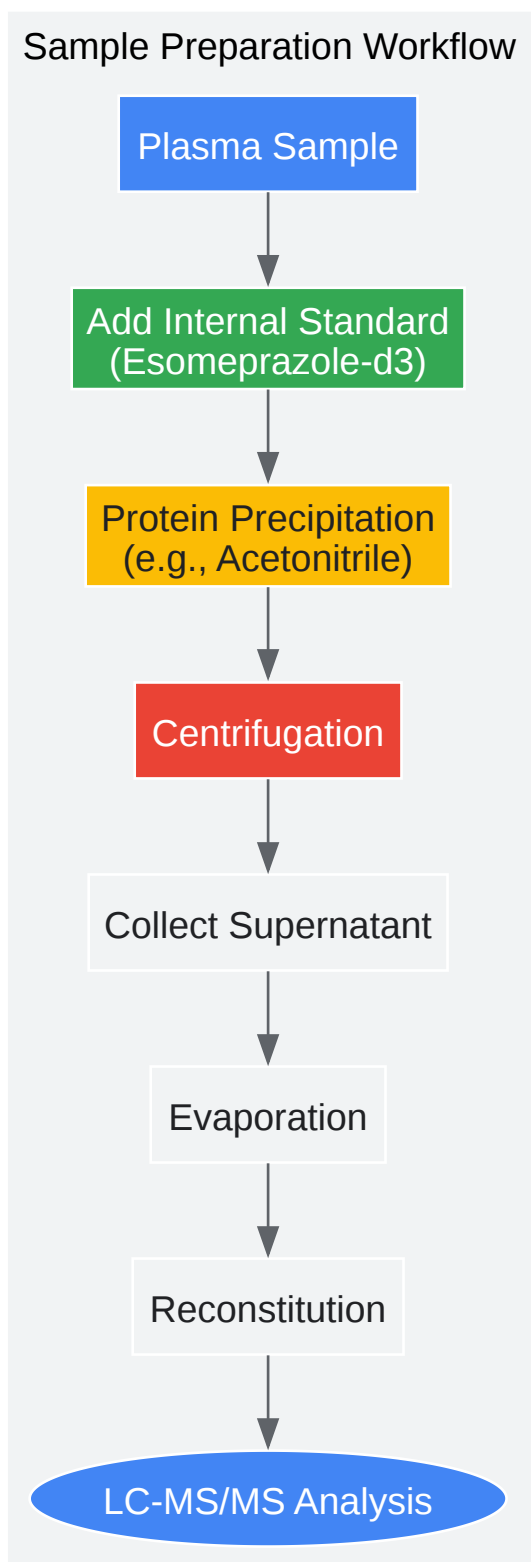 Sample Preparation Workflow
Plasma Sample
Add Internal Standard
(Esomeprazole-d3)
Protein Precipitation
(e.g., Acetonitrile)
Centrifugation
Collect Supernatant
Evaporation
Reconstitution
LC-MS/MS Analysis